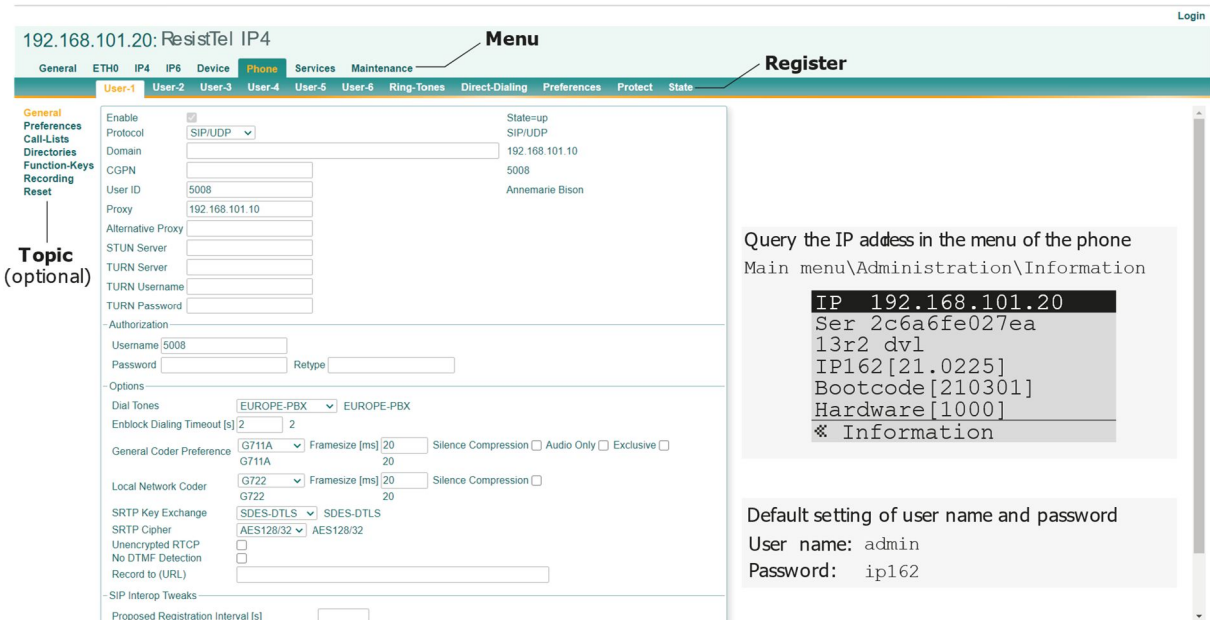 Login
192.168.101.20: ResistTel IP4
Menu
General ETH0 IP4 IP6 Device Phone Services Maintenance
Register
User-1 User-2 User-3 User-4 User-5 User-6 Ring-Tones Direct-Dialing Preferences Protect State
General
Preferences
Call-Lists
Directories
Function-Keys
Recording
Reset
Topic
(optional)
Enable State=up
Protocol SIP/UDP SIP/UDP
Domain 192.168.101.10
CGPN 5008
User ID 5008 Annemarie Bison
Proxy 192.168.101.10
Alternative Proxy
STUN Server
TURN Server
TURN Username
TURN Password
Authorization
Username 5008
Password Retype
Options
Dial Tones EUROPE-PBX EUROPE-PBX
Enblock Dialing Timeout [s] 2 2
General Coder Preference G711A Framesize [ms] 20 Silence Compression Audio Only Exclusive
G711A 20
Local Network Coder G722 Framesize [ms] 20 Silence Compression
G722 20
SRTP Key Exchange SDES-DTLS SDES-DTLS
SRTP Cipher AES128/32 AES128/32
Unencrypted RTCP
No DTMF Detection
Record to (URL)
SIP Interop Tweaks
Proposed Registration Interval [s]
Query the IP address in the menu of the phone
Main menu\Administration\Information
IP 192.168.101.20
Ser 2c6a6fe027ea
13r2 dvl
IP162[21.0225]
Bootcode[210301]
Hardware[1000]
Information
Default setting of user name and password
User name: admin
Password: ip162